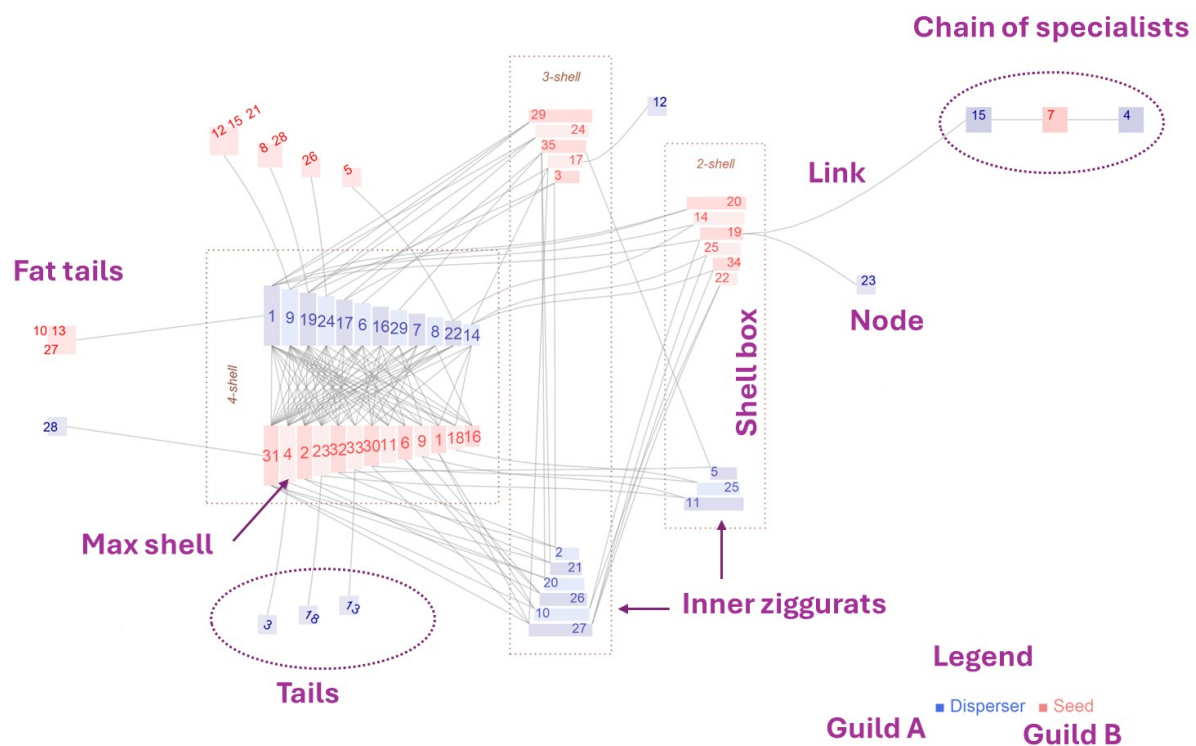 Chain of specialists
3-shell
12
15 7 4
12 15 21
8 28
26
5
29
24
35
17
3
2-shell
Link
20
14
19
25
34
22
Fat tails
10 13
27
23
Node
1 9 19 24 17 6 16 29 7 8 22 14
4-shell
Shell box
28
31 4 2 23 32 33 30 11 6 9 1 18 16
5
25
11
Max shell
2
21
20
26
10
27
Inner ziggurats
3 18 13
Tails
Legend
Disperser Seed
Guild A Guild B